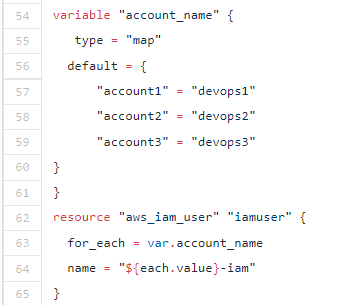 54 variable "account_name" {
55 type = "map"
56 default = {
57 "account1" = "devops1"
58 "account2" = "devops2"
59 "account3" = "devops3"
60 }
61 }
62 resource "aws_iam_user" "iamuser" {
63 for_each = var.account_name
64 name = "${each.value}-iam"
65 }